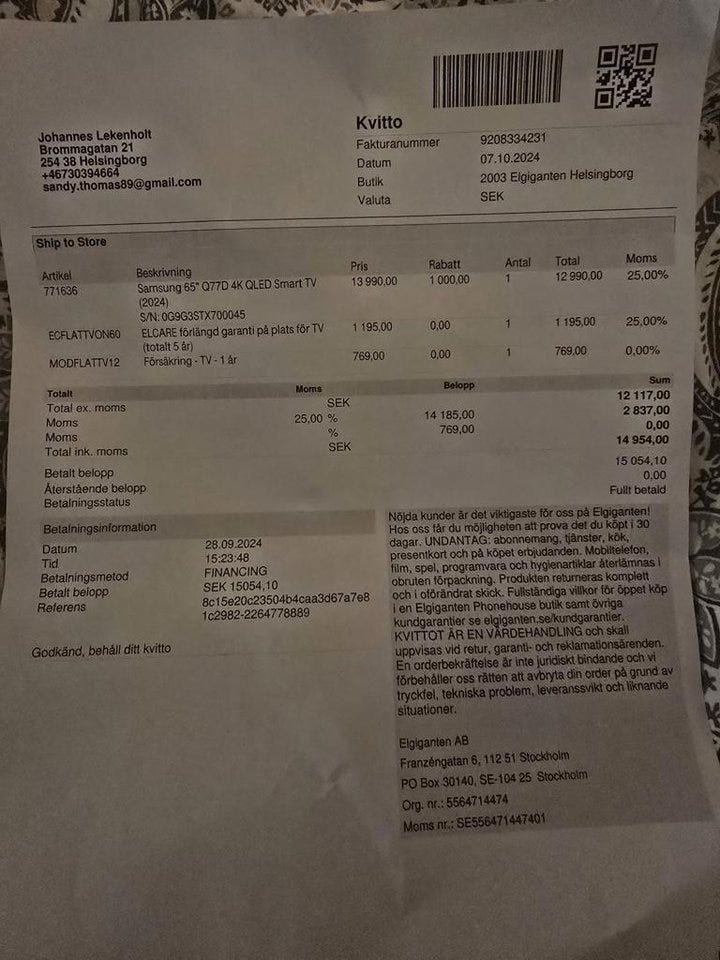 Johannes Lekenholt
Brommagatan 21
254 38 Helsingborg
+46730394664
sandy.thomas89@gmail.com
Kvitto
Fakturanummer 9208334231
Datum 07.10.2024
Butik 2003 Elgiganten Helsingborg
Valuta SEK
Ship to Store
Artikel Beskrivning Pris Rabatt Antal Total Moms
771636 Samsung 65" Q77D 4K QLED Smart TV 13 990,00 1 000,00 1 12 990,00 25,00%
(2024)
S/N: 0G9G3STX700045
ECFLATTVON60 ELCARE förlängd garanti på plats för TV 1 195,00 0,00 1 1 195,00 25,00%
(totalt 5 år)
MODFLATTV12 Försäkring - TV - 1 år 769,00 0,00 1 769,00 0,00%
Totalt Moms Belopp Sum
Total ex. moms SEK 12 117,00
Moms 25,00 % 14 185,00 2 837,00
Moms % 769,00 0,00
Total ink. moms SEK 14 954,00
Betalt belopp 15 054,10
Återstående belopp 0,00
Betalningsstatus Fullt betald
Betalningsinformation
Datum 28.09.2024
Tid 15:23:48
Betalningsmetod FINANCING
Betalt belopp SEK 15054,10
Referens 8c15e20c23504b4caa3d67a7e8
1c2982-2264778889
Godkänd, behåll ditt kvitto
Nöjda kunder är det viktigaste för oss på Elgiganten!
Hos oss får du möjligheten att prova det du köpt i 30
dagar. UNDANTAG: abonnemang, tjänster, kök,
presentkort och på köpet erbjudanden. Mobiltelefon,
film, spel, programvara och hygienartiklar återlämnas i
obruten förpackning. Produkten returneras komplett
och i oförändrat skick. Fullständiga villkor för öppet köp
i en Elgiganten Phonehouse butik samt övriga
kundgarantier se elgiganten.se/kundgarantier.
KVITTOT ÄR EN VÄRDEHANDLING och skall
uppvisas vid retur, garanti- och reklamationsärenden.
En orderbekräftelse är inte juridiskt bindande och vi
förbehåller oss rätten att avbryta din order på grund av
tryckfel, tekniska problem, leveranssvikt och liknande
situationer.
Elgiganten AB
Franzéngatan 6, 112 51 Stockholm
PO Box 30140, SE-104 25 Stockholm
Org. nr.: 5564714474
Moms nr.: SE556471447401